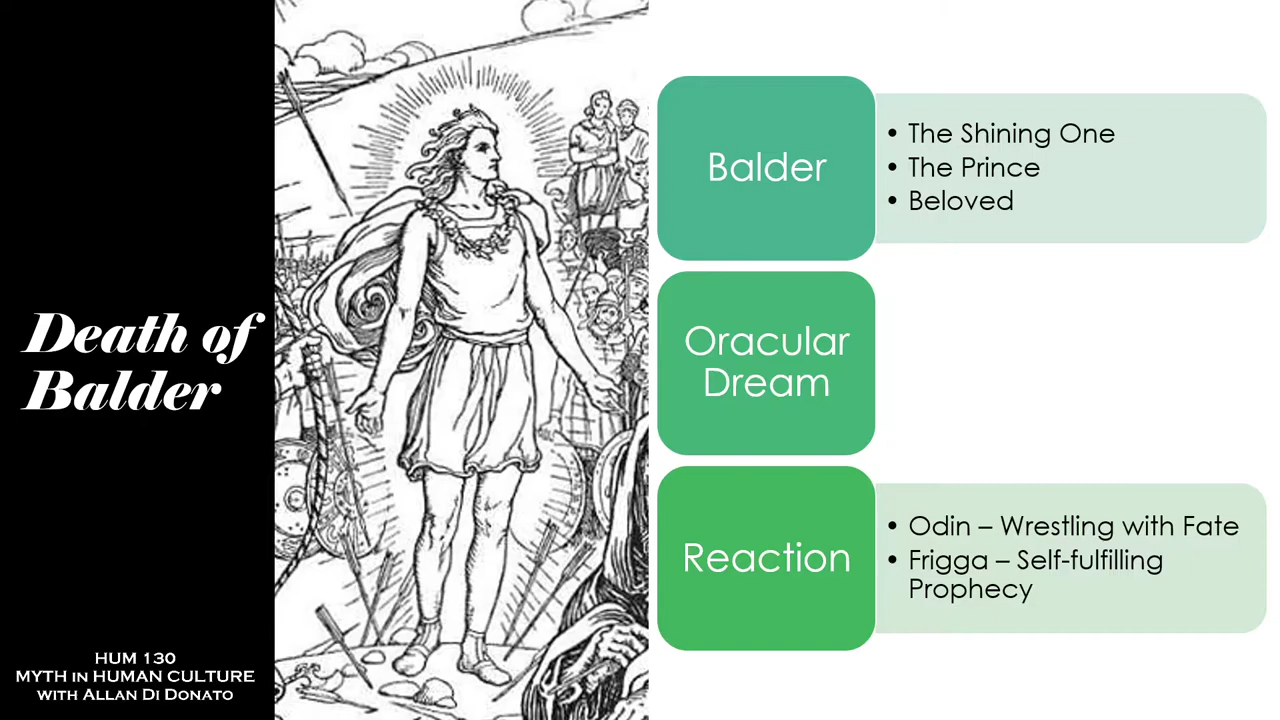 Death of
Balder
HUM 130
MYTH IN HUMAN CULTURE
WITH ALLAN DI DONATO
Balder
• The Shining One
• The Prince
• Beloved
Oracular
Dream
Reaction
• Odin – Wrestling with Fate
• Frigga – Self-fulfilling
Prophecy